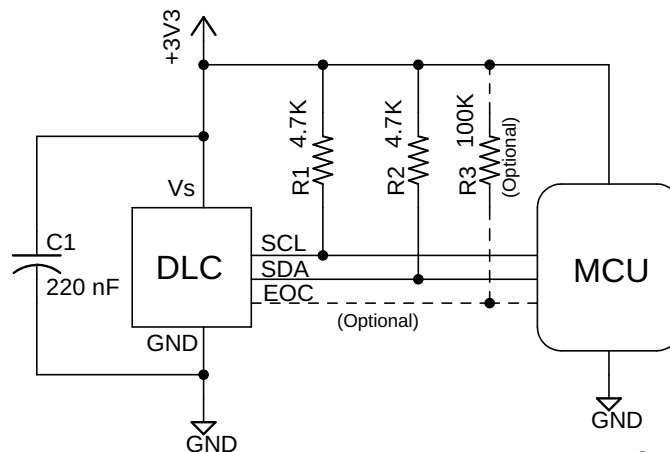 +3V3
4.7K
R1
4.7K
R2
100K
R3
(Optional)
Vs
C1
220 nF
DLC
SCL
SDA
EOC
(Optional)
MCU
GND
GND
GND